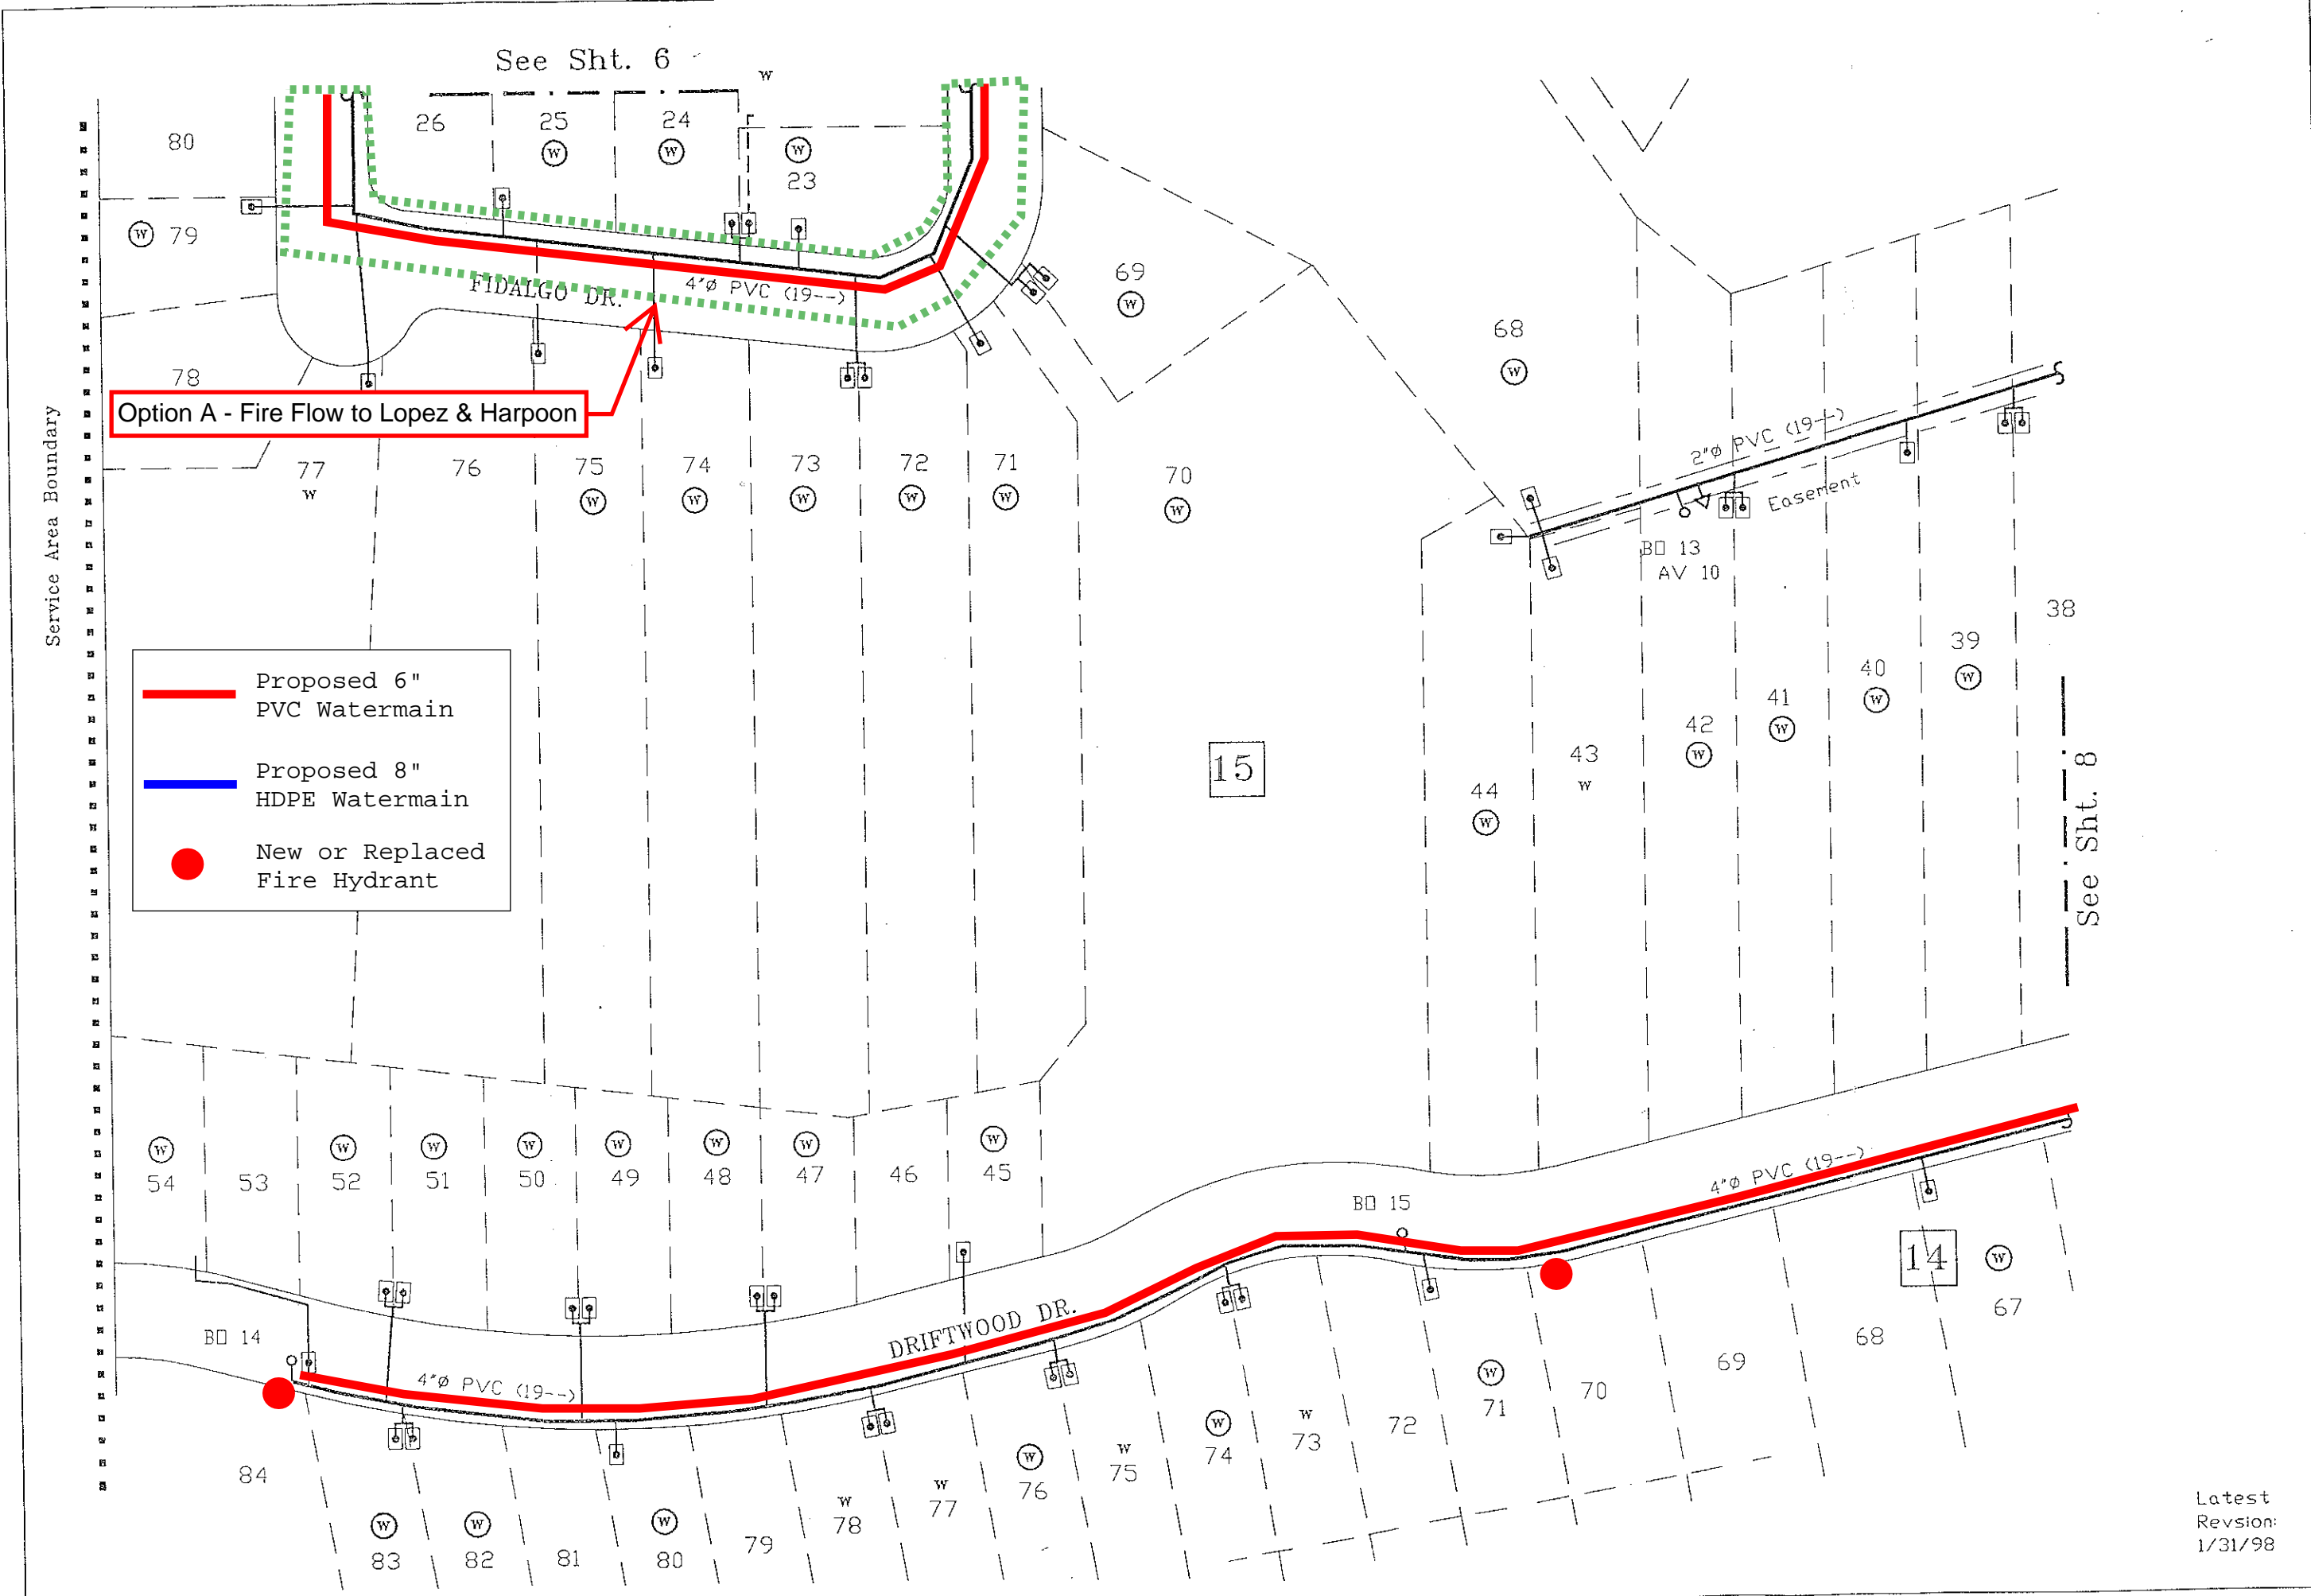 See Sht. 6
w
80
26
25
W
24
W
W
23
W 79
FIDALGO DR.
4"ø PVC (19--)
69
W
68
W
78
Option A - Fire Flow to Lopez & Harpoon
Service Area Boundary
77
w
76
75
W
74
W
73
W
72
W
71
W
70
W
2"ø PVC (19--)
Easement
BO 13
AV 10
38
39
W
40
W
41
W
42
W
43
w
44
W
15
See Sht. 8
Proposed 6"
PVC Watermain
Proposed 8"
HDPE Watermain
New or Replaced
Fire Hydrant
W
54
53
W
52
W
51
W
50
W
49
W
48
W
47
46
W
45
BO 15
4"ø PVC (19--)
14
W
67
BO 14
4"ø PVC (19--)
DRIFTWOOD DR.
68
69
70
W
71
72
w
73
W
74
w
75
W
76
w
77
w
78
79
W
80
81
W
82
W
83
84
Latest
Revsion:
1/31/98